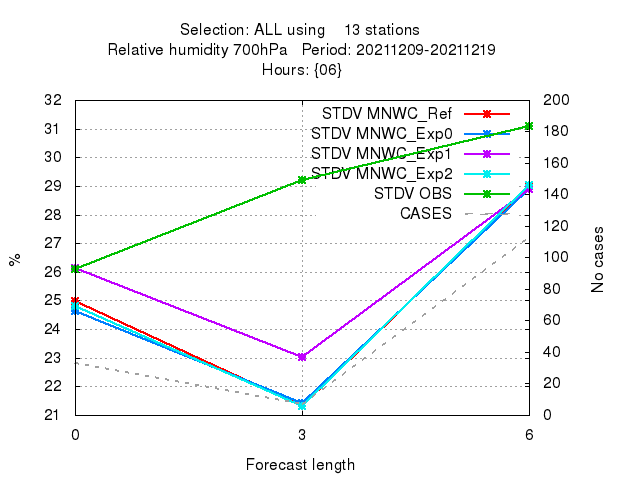 Selection: ALL using    13 stations
Relative humidity 700hPa   Period: 20211209-20211219
Hours: {06}
32
31
30
29
28
27
26
25
24
23
22
21
%
STDV MNWC_Ref
STDV MNWC_Exp0
STDV MNWC_Exp1
STDV MNWC_Exp2
STDV OBS
CASES
200
180
160
140
120
100
80
60
40
20
0
No cases
0 3 6
Forecast length